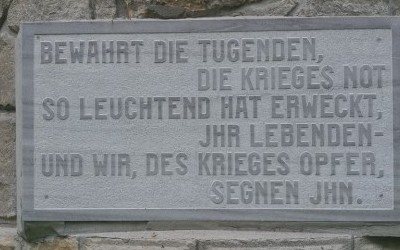 BEWAHRT DIE TUGENDEN,
DIE KRIEGES NOT
SO LEUCHTEND HAT ERWECKT,
JHR LEBENDEN-
UND WIR, DES KRIEGES OPFER,
SEGNEN JHN.